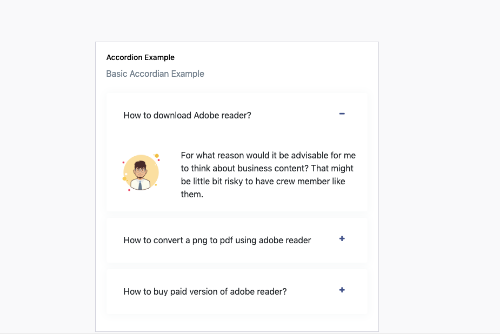 Accordion Example
Basic Accordian Example
How to download Adobe reader?
For what reason would it be advisable for me
to think about business content? That might
be little bit risky to have crew member like
them.
How to convert a png to pdf using adobe reader
How to buy paid version of adobe reader?